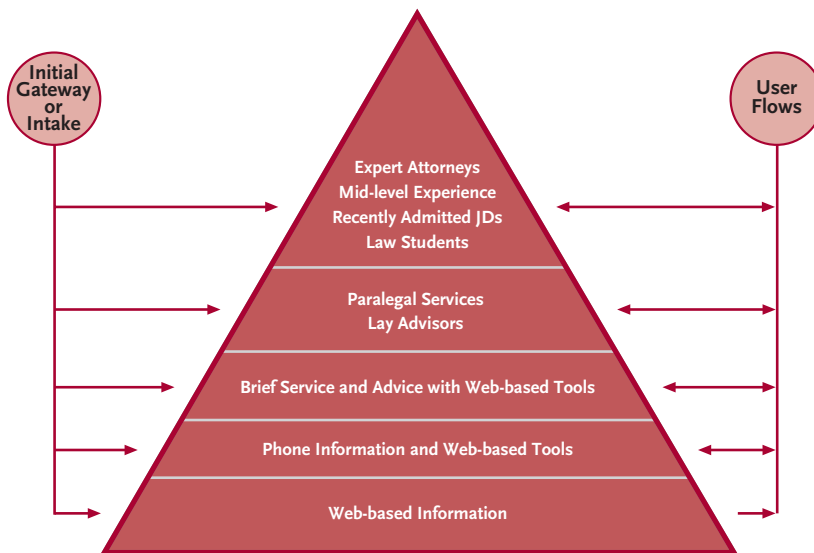 Initial
Gateway
or
Intake
User
Flows
Expert Attorneys
Mid-level Experience
Recently Admitted JDs
Law Students
Paralegal Services
Lay Advisors
Brief Service and Advice with Web-based Tools
Phone Information and Web-based Tools
Web-based Information